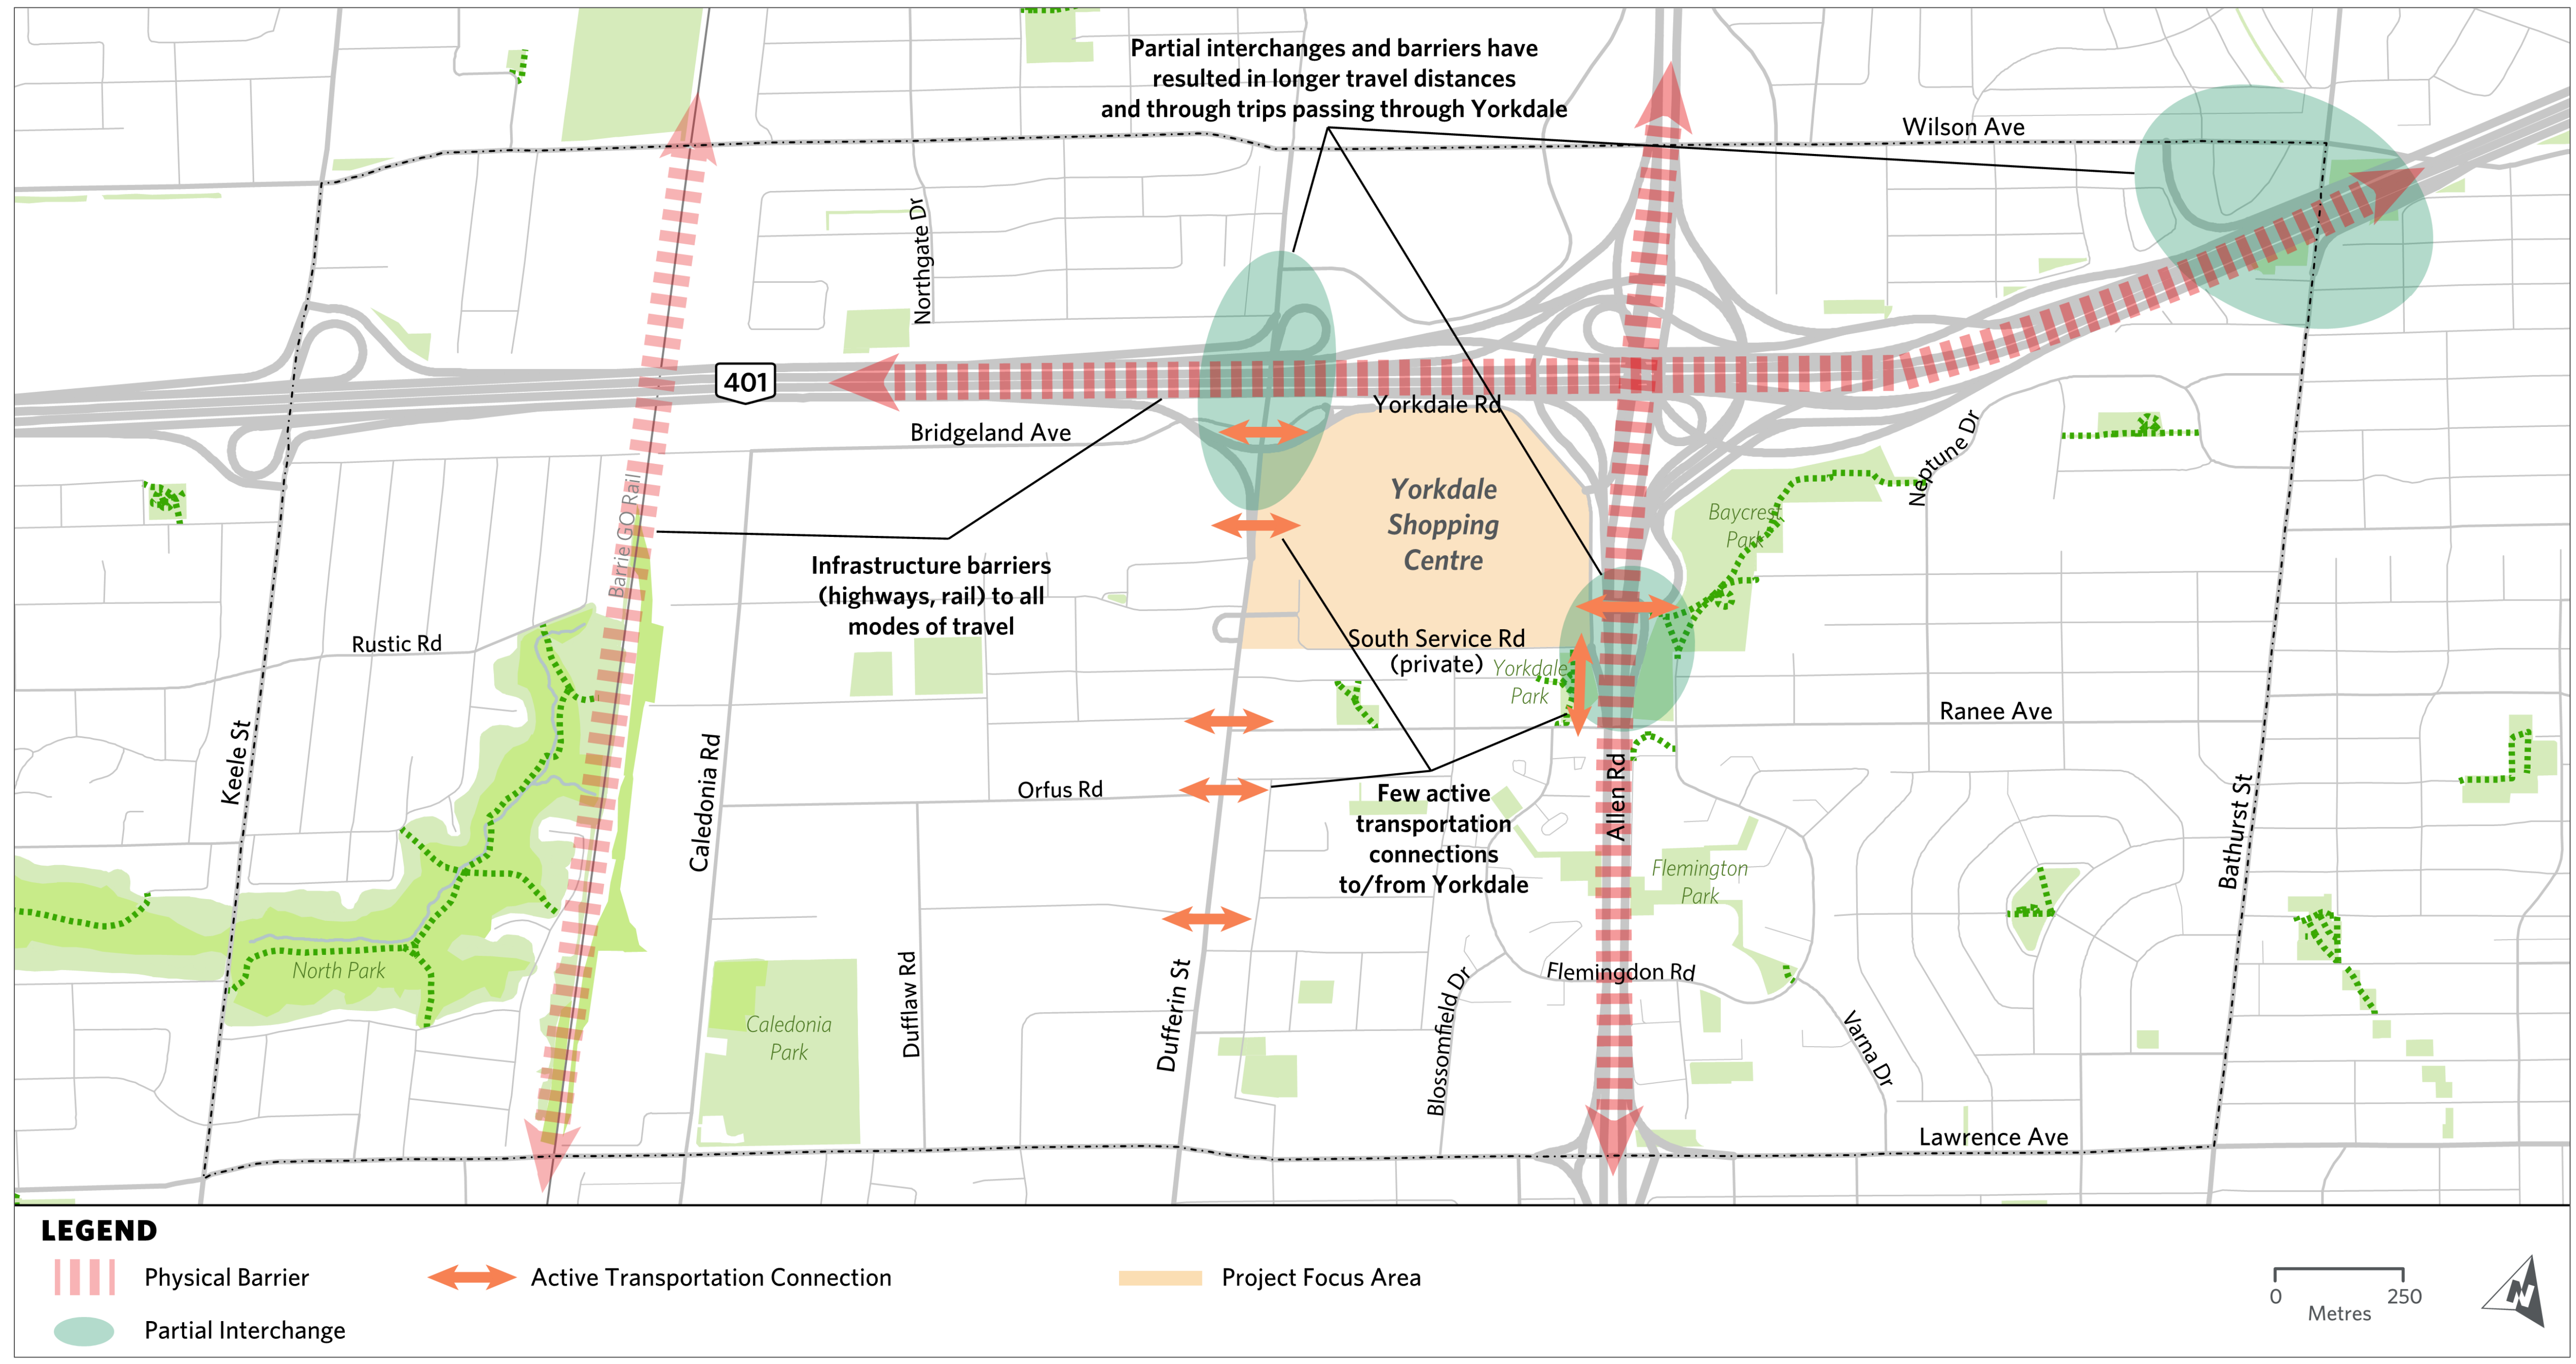 Partial interchanges and barriers have
resulted in longer travel distances
and through trips passing through Yorkdale
Wilson Ave
Northgate Dr
401
Yorkdale Rd
Bridgeland Ave
Neptune Dr
Yorkdale
Shopping
Centre
Baycrest
Park
Barrie GO Rail
Infrastructure barriers
(highways, rail) to all
modes of travel
Rustic Rd
South Service Rd
(private)
Yorkdale
Park
Ranee Ave
Keele St
Caledonia Rd
Orfus Rd
Allen Rd
Bathurst St
Few active
transportation
connections
to/from Yorkdale
Flemington
Park
North Park
Flemingdon Rd
Caledonia
Park
Dufflaw Rd
Dufferin St
Blossomfield Dr
Varna Dr
Lawrence Ave
LEGEND
Physical Barrier
Active Transportation Connection
Project Focus Area
Partial Interchange
0 250
Metres
N